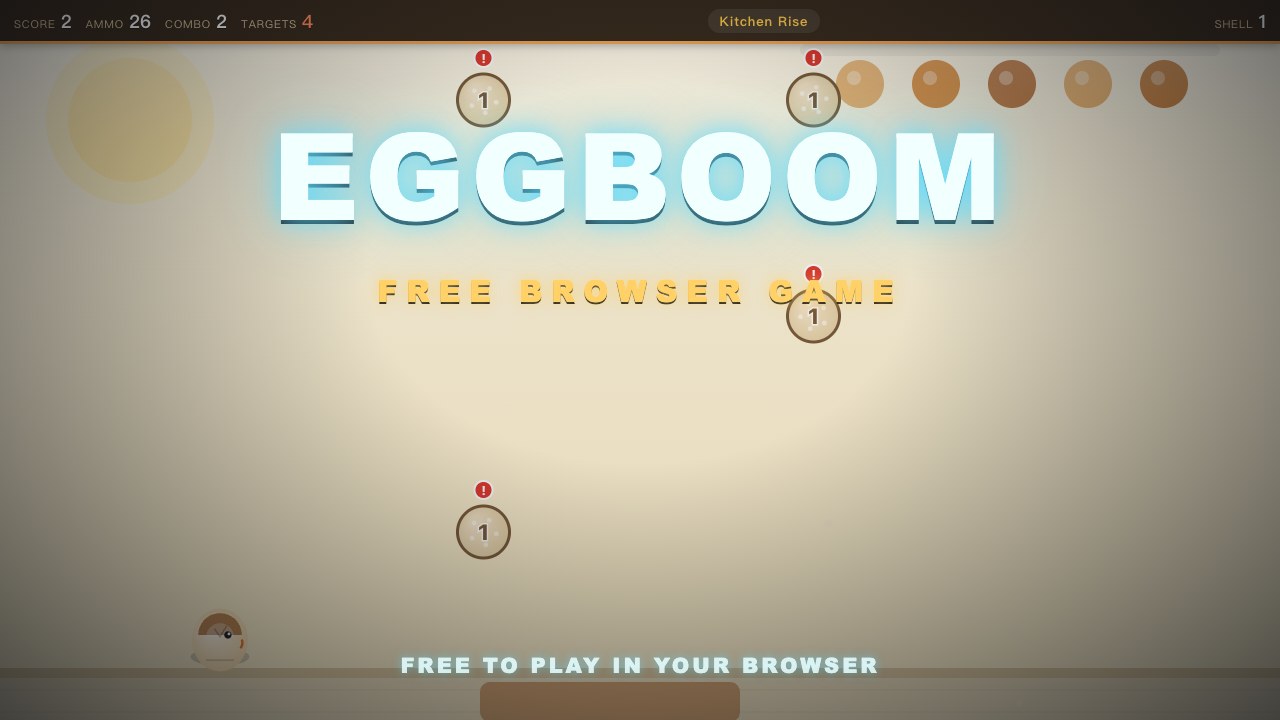 SCORE 2 AMMO 26 COMBO 2 TARGETS 4 Kitchen Rise SHELL 1
! !
1 1
EGGBOOM
!
FREE BROWSER GAME
1
!
1
FREE TO PLAY IN YOUR BROWSER